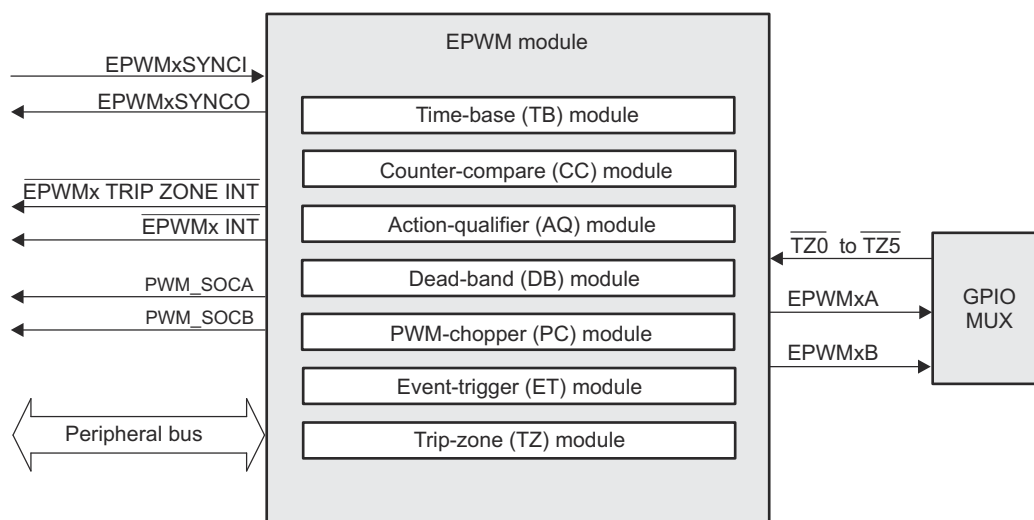 EPWM module
EPWMxSYNCI
EPWMxSYNCO
Time-base (TB) module
Counter-compare (CC) module
EPWMx TRIP ZONE INT
Action-qualifier (AQ) module
EPWMx INT
TZ0 to TZ5
Dead-band (DB) module
PWM_SOCA
EPWMxA
GPIO
MUX
PWM_SOCB
PWM-chopper (PC) module
EPWMxB
Event-trigger (ET) module
Peripheral bus
Trip-zone (TZ) module